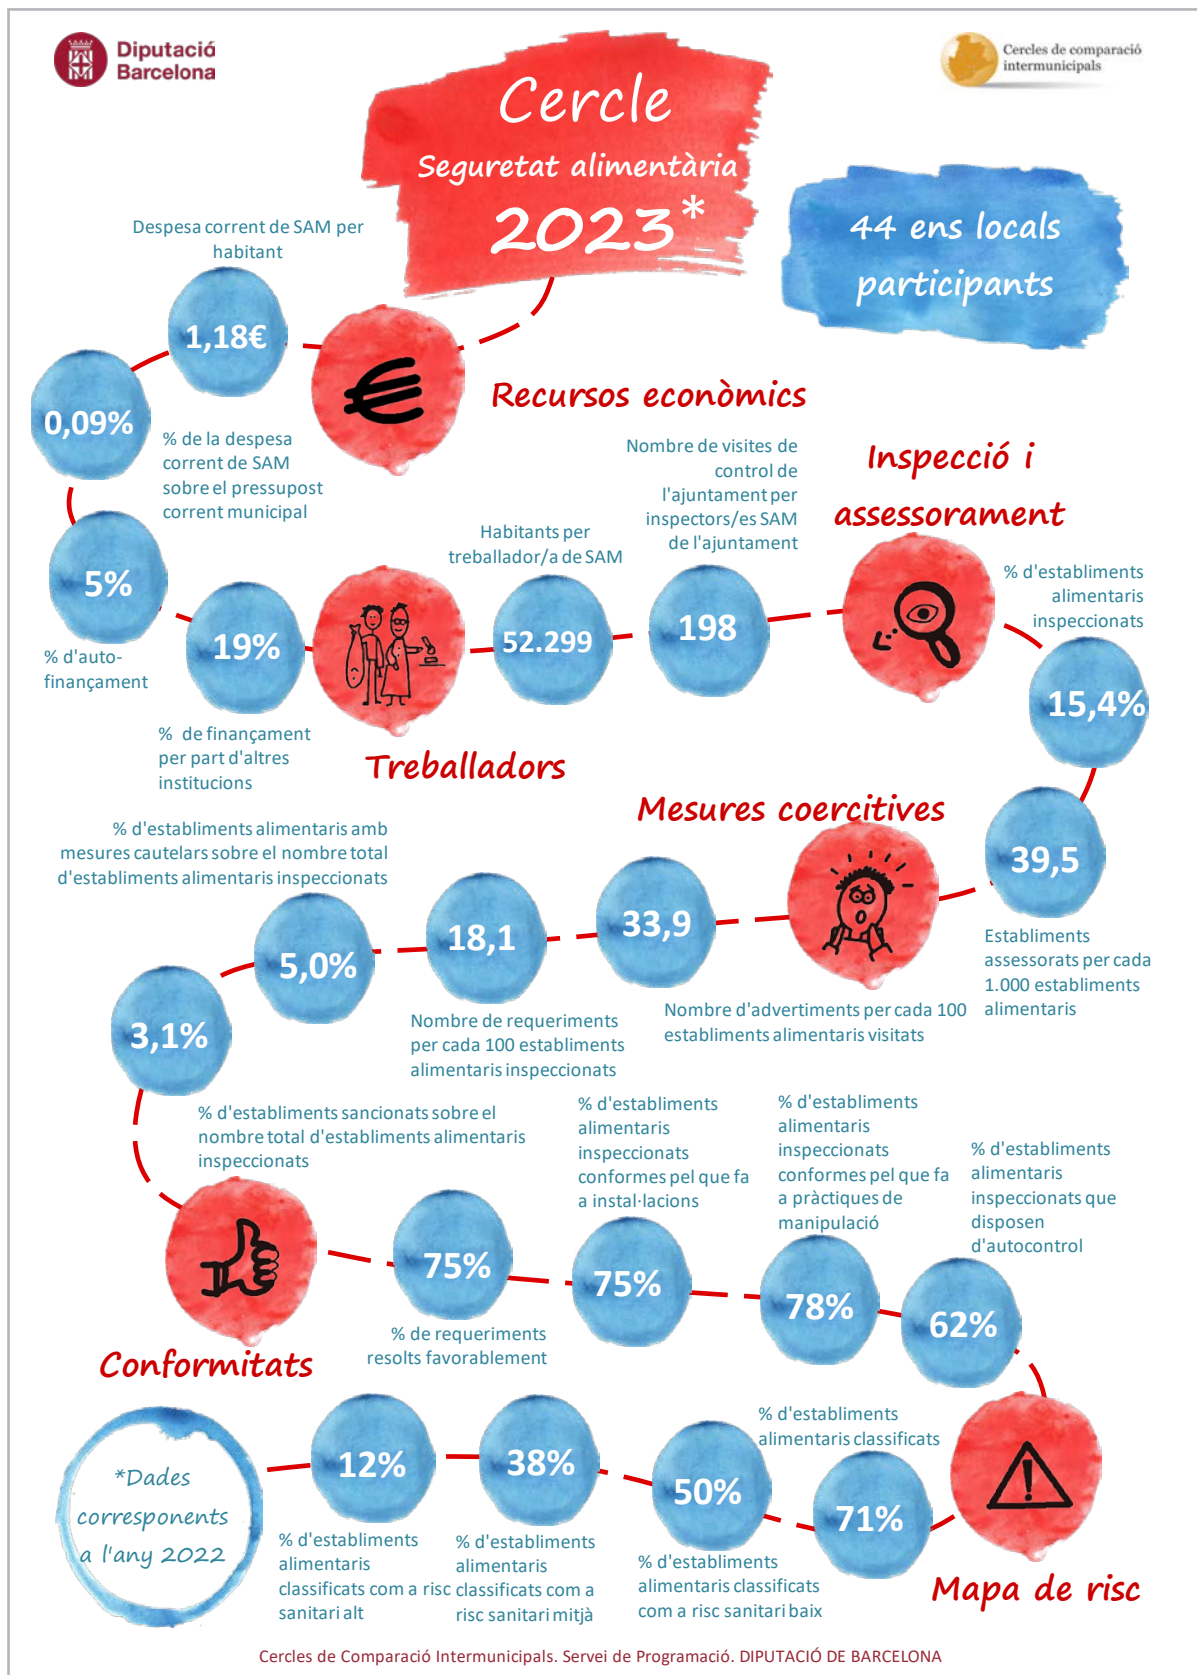 Diputació
Barcelona
Cercles de comparació
intermunicipals
Cercle
Seguretat alimentària
2023*
44 ens locals
participants
Despesa corrent de SAM per
habitant
1,18€
0,09%
% de la despesa
corrent de SAM
sobre el pressupost
corrent municipal
Recursos econòmics
5%
% d'auto-
finançament
19%
% de finançament
per part d'altres
institucions
Treballadors
Habitants per
treballador/a de SAM
52.299
Nombre de visites de
control de
l'ajuntament per
inspectors/es SAM
de l'ajuntament
198
Inspecció i
assessorament
% d'establiments
alimentaris
inspeccionats
15,4%
39,5
Establiments
assessorats per cada
1.000 establiments
alimentaris
Mesures coercitives
33,9
Nombre d'advertiments per cada 100
establiments alimentaris visitats
18,1
Nombre de requeriments
per cada 100 establiments
alimentaris inspeccionats
% d'establiments alimentaris amb
mesures cautelars sobre el nombre total
d'establiments alimentaris inspeccionats
5,0%
3,1%
% d'establiments sancionats sobre el
nombre total d'establiments alimentaris
inspeccionats
Conformitats
75%
% de requeriments
resolts favorablement
% d'establiments
alimentaris
inspeccionats
conformes pel que fa
a instal·lacions
75%
% d'establiments
alimentaris
inspeccionats
conformes pel que fa
a pràctiques de
manipulació
78%
% d'establiments
alimentaris
inspeccionats que
disposen
d'autocontrol
62%
Mapa de risc
% d'establiments
alimentaris classificats
71%
50%
% d'establiments
alimentaris classificats
com a risc sanitari baix
38%
% d'establiments
alimentaris
classificats com a
risc sanitari mitjà
12%
% d'establiments
alimentaris
classificats com a risc
sanitari alt
*Dades
corresponents
a l'any 2022
Cercles de Comparació Intermunicipals. Servei de Programació. DIPUTACIÓ DE BARCELONA